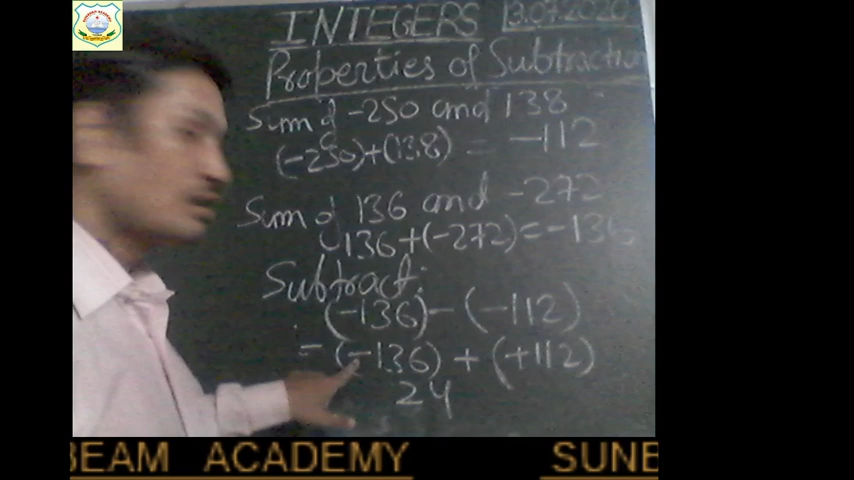 INTEGERS 13.07.2020
Properties of Subtraction
Sum of -250 and 138
(-250)+(138) = -112
Sum of 136 and -272
136+(-272)=-136
Subtract:
(-136)-(-112)
=(-136)+(+112)
24
BEAM ACADEMY SUNB